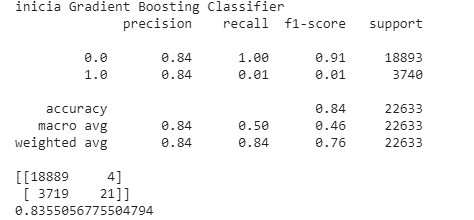 inicia Gradient Boosting Classifier
precision recall f1-score support
0.0 0.84 1.00 0.91 18893
1.0 0.84 0.01 0.01 3740
accuracy 0.84 22633
macro avg 0.84 0.50 0.46 22633
weighted avg 0.84 0.84 0.76 22633
[[18889 4]
[ 3719 21]]
0.8355056775504794